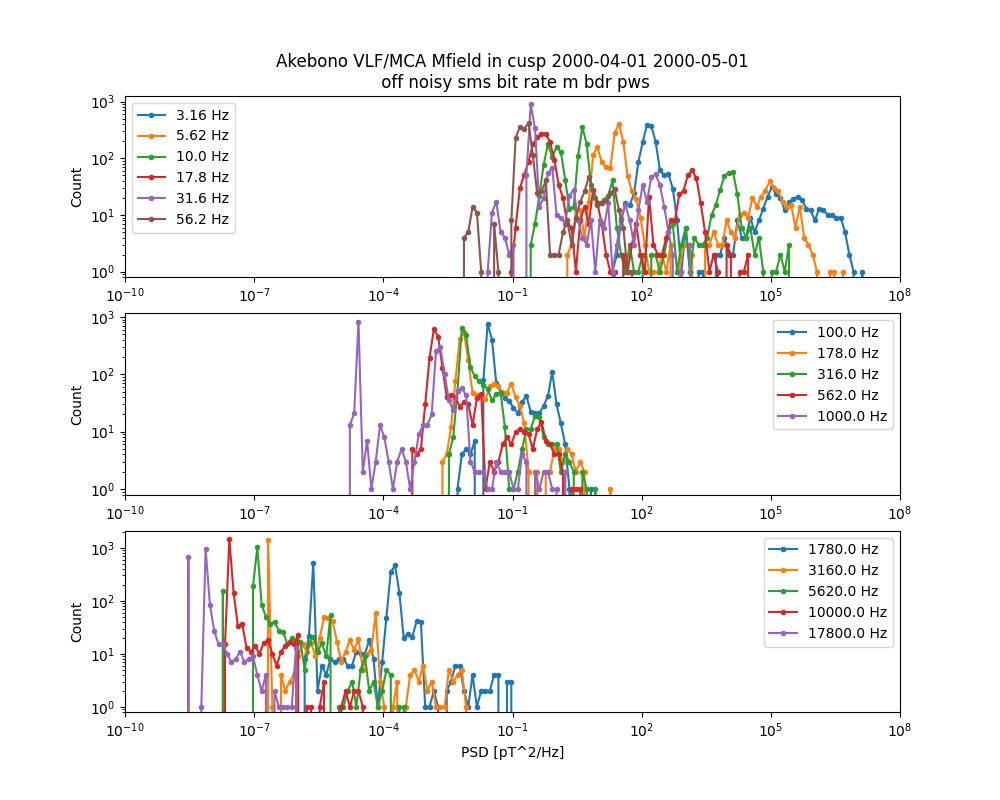 Akebono VLF/MCA Mfield in cusp 2000-04-01 2000-05-01
off noisy sms bit rate m bdr pws
10^3
10^2
10^1
10^0
Count
3.16 Hz
5.62 Hz
10.0 Hz
17.8 Hz
31.6 Hz
56.2 Hz
10^−10 10^−7 10^−4 10^−1 10^2 10^5 10^8
10^3
10^2
10^1
10^0
Count
100.0 Hz
178.0 Hz
316.0 Hz
562.0 Hz
1000.0 Hz
10^−10 10^−7 10^−4 10^−1 10^2 10^5 10^8
10^3
10^2
10^1
10^0
Count
1780.0 Hz
3160.0 Hz
5620.0 Hz
10000.0 Hz
17800.0 Hz
10^−10 10^−7 10^−4 10^−1 10^2 10^5 10^8
PSD [pT^2/Hz]